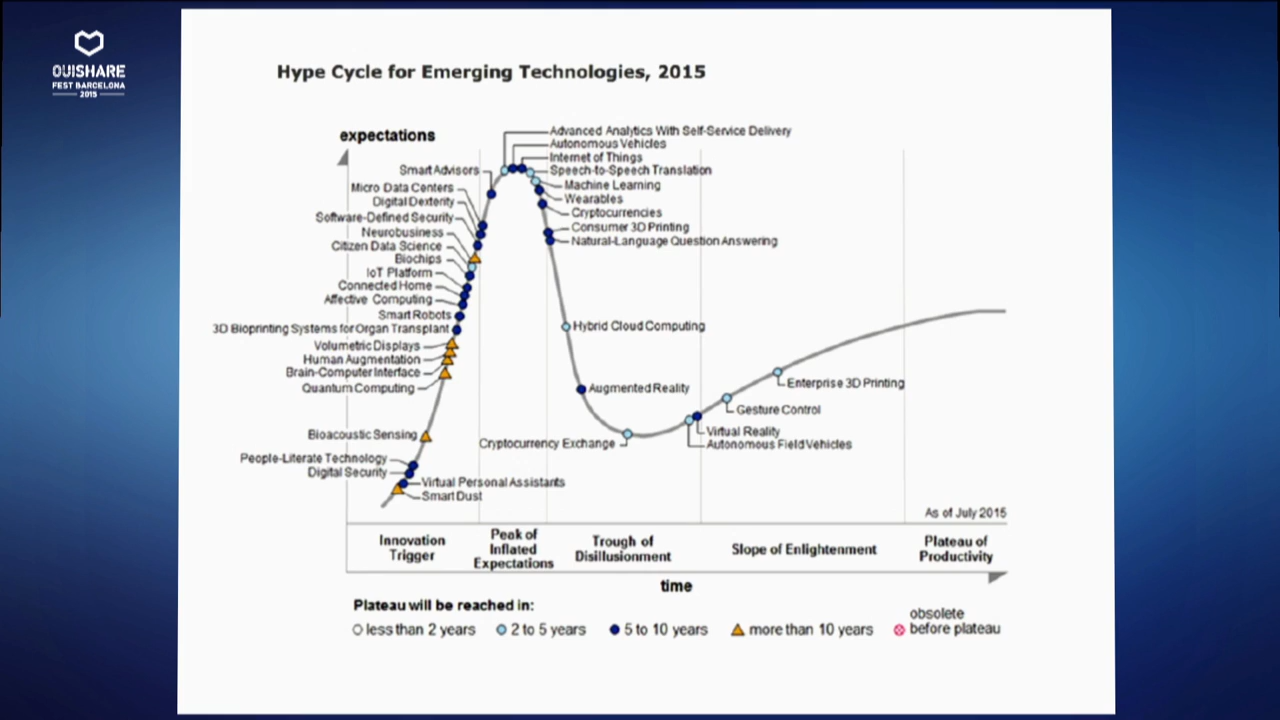 OUISHARE
FEST BARCELONA
2015
Hype Cycle for Emerging Technologies, 2015
expectations
Advanced Analytics With Self-Service Delivery
Autonomous Vehicles
Internet of Things
Smart Advisors
Speech-to-Speech Translation
Micro Data Centers
Machine Learning
Digital Dexterity
Wearables
Software-Defined Security
Cryptocurrencies
Neurobusiness
Consumer 3D Printing
Citizen Data Science
Natural-Language Question Answering
Biochips
IoT Platform
Connected Home
Affective Computing
Smart Robots
3D Bioprinting Systems for Organ Transplant
Hybrid Cloud Computing
Volumetric Displays
Human Augmentation
Brain-Computer Interface
Quantum Computing
Augmented Reality
Enterprise 3D Printing
Gesture Control
Bioacoustic Sensing
Virtual Reality
Cryptocurrency Exchange
Autonomous Field Vehicles
People-Literate Technology
Digital Security
Virtual Personal Assistants
Smart Dust
As of July 2015
Innovation
Trigger
Peak of
Inflated
Expectations
Trough of
Disillusionment
Slope of Enlightenment
Plateau of
Productivity
time
Plateau will be reached in:
less than 2 years
2 to 5 years
5 to 10 years
more than 10 years
obsolete
before plateau